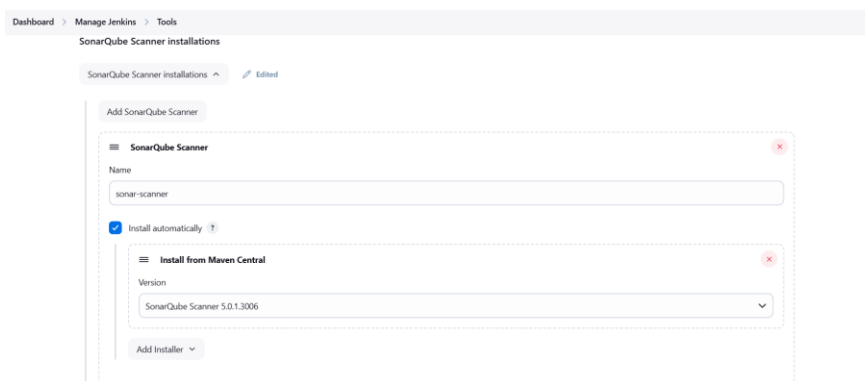 Dashboard > Manage Jenkins > Tools
SonarQube Scanner installations
SonarQube Scanner installations Edited
Add SonarQube Scanner
SonarQube Scanner
Name
sonar-scanner
Install automatically ?
Install from Maven Central
Version
SonarQube Scanner 5.0.1.3006
Add Installer